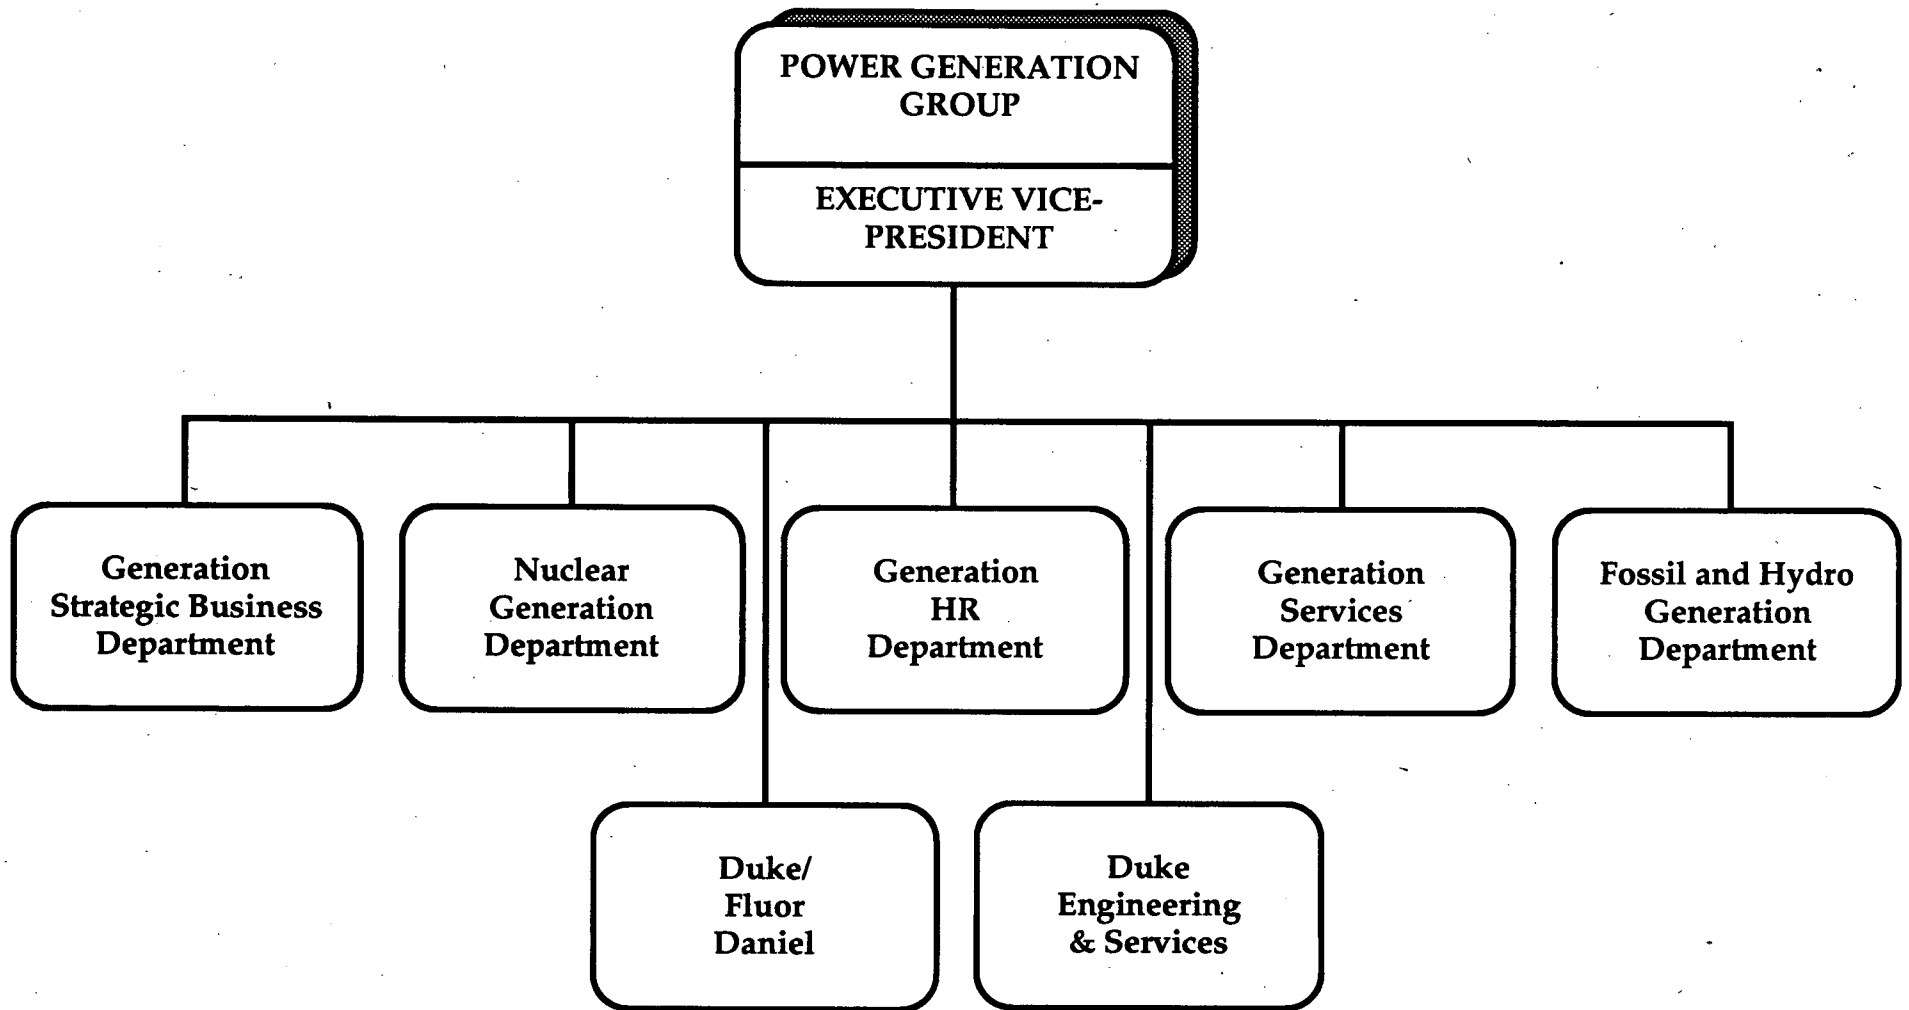 POWER GENERATION
GROUP
EXECUTIVE VICE-
PRESIDENT
Generation
Strategic Business
Department
Nuclear
Generation
Department
Generation
HR
Department
Generation
Services
Department
Fossil and Hydro
Generation
Department
Duke/
Fluor
Daniel
Duke
Engineering
& Services